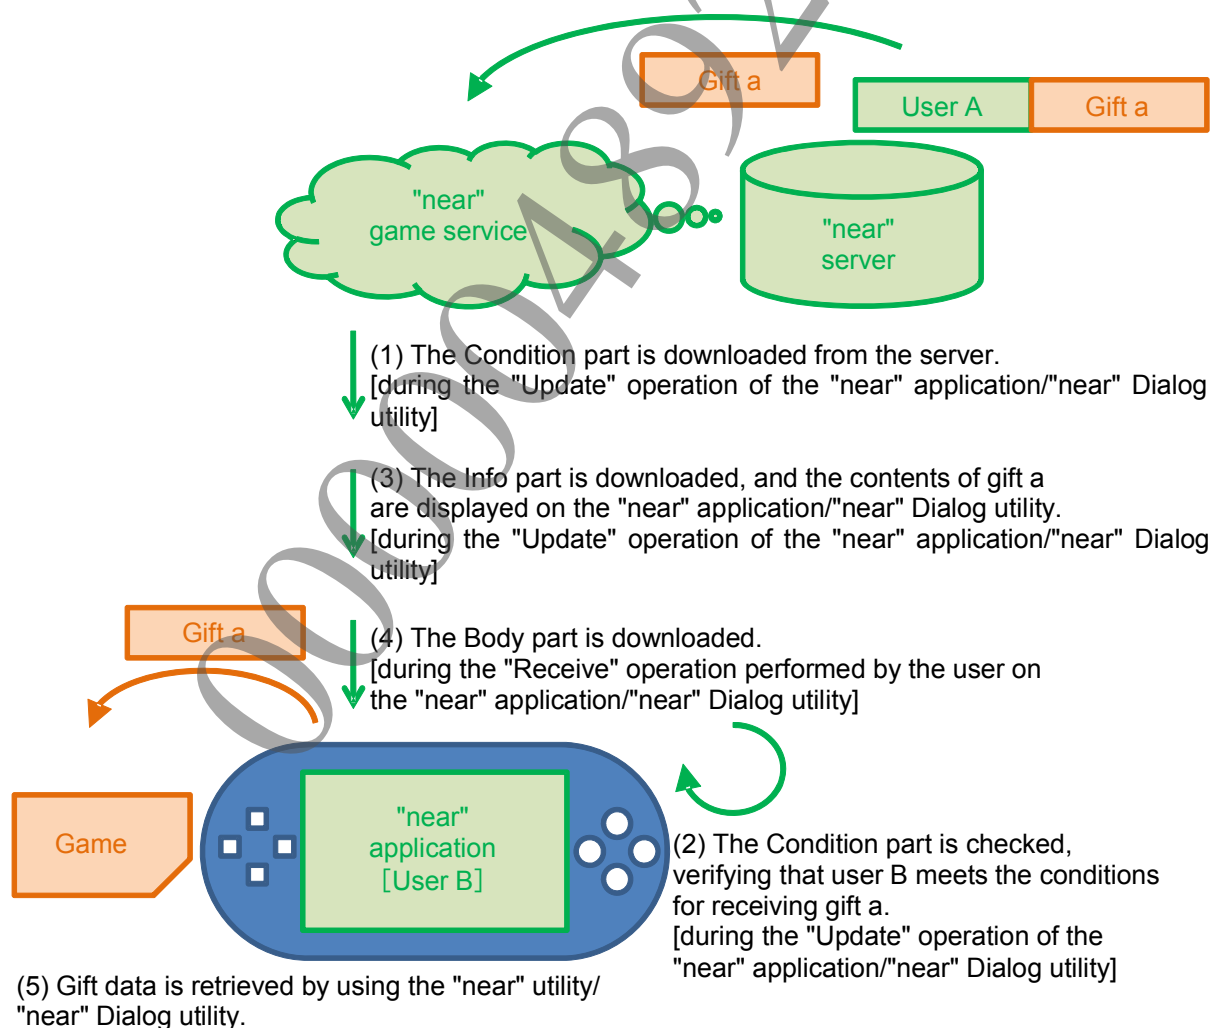 Gift a
User A
Gift a
"near"
game service
"near"
server
(1) The Condition part is downloaded from the server.
[during the "Update" operation of the "near" application/"near" Dialog
utility]
(3) The Info part is downloaded, and the contents of gift a
are displayed on the "near" application/"near" Dialog utility.
[during the "Update" operation of the "near" application/"near" Dialog
utility]
Gift a
(4) The Body part is downloaded.
[during the "Receive" operation performed by the user on
the "near" application/"near" Dialog utility]
Game
"near"
application
[User B]
(2) The Condition part is checked,
verifying that user B meets the conditions
for receiving gift a.
[during the "Update" operation of the
"near" application/"near" Dialog utility]
(5) Gift data is retrieved by using the "near" utility/
"near" Dialog utility.